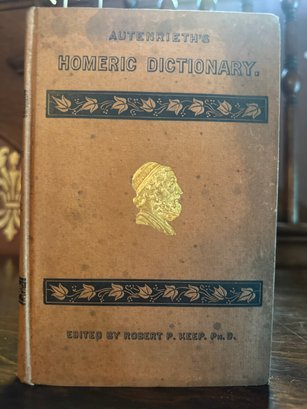 AUTENRIETH'S
HOMERIC DICTIONARY.
EDITED BY ROBERT P. KEEP, PH.D.